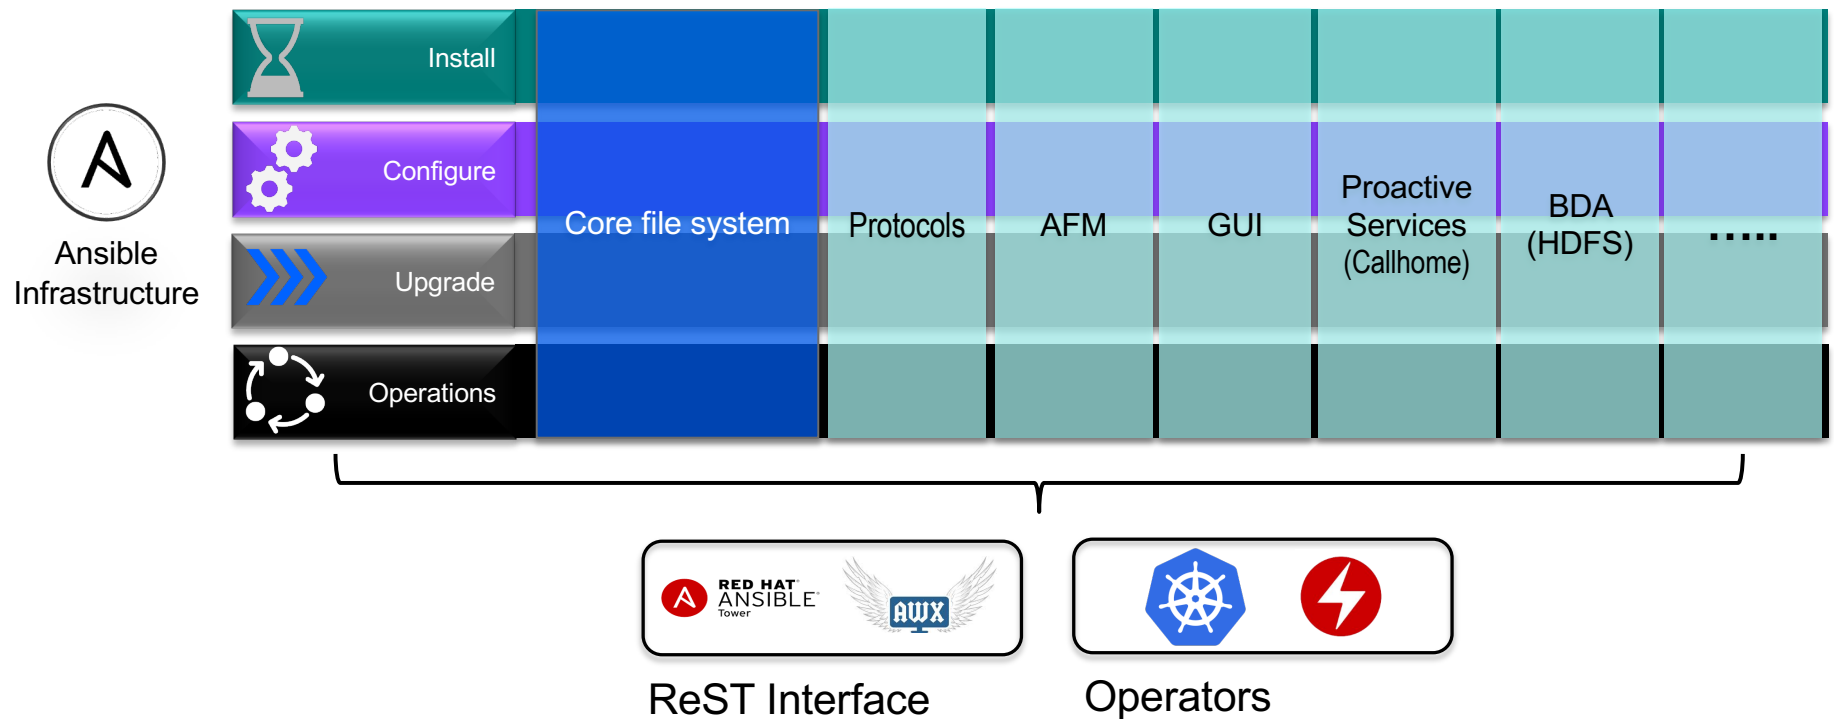 Install
Configure
Upgrade
Operations
Ansible
Infrastructure
Core file system
Protocols
AFM
GUI
Proactive
Services
(Callhome)
BDA
(HDFS)
.....
RED HAT
ANSIBLE
Tower
AWX
ReST Interface
Operators